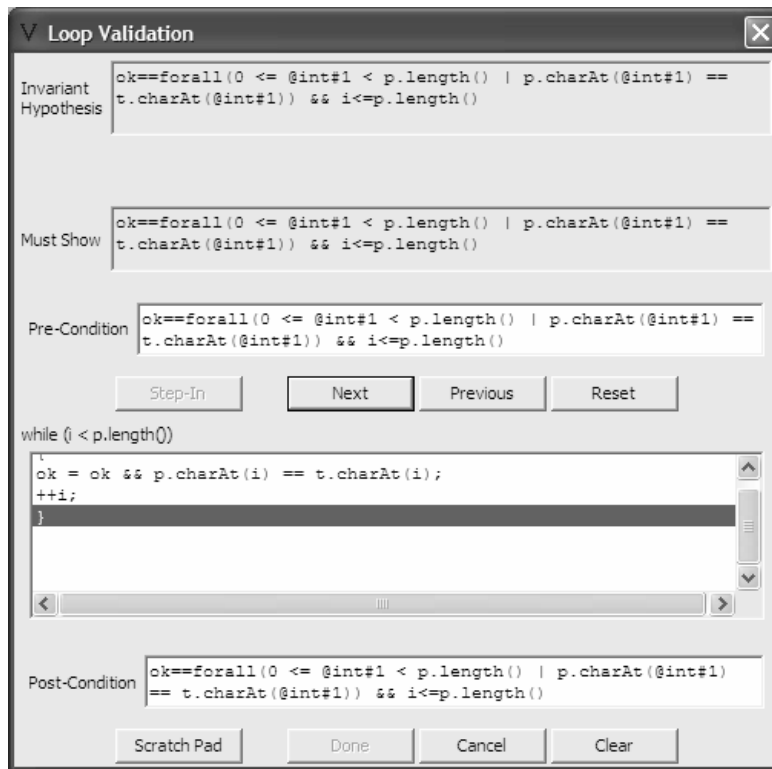 V Loop Validation
Invariant
Hypothesis
ok==forall(0 <= @int#1 < p.length() | p.charAt(@int#1) ==
t.charAt(@int#1)) && i<=p.length()
Must Show
ok==forall(0 <= @int#1 < p.length() | p.charAt(@int#1) ==
t.charAt(@int#1)) && i<=p.length()
Pre-Condition
ok==forall(0 <= @int#1 < p.length() | p.charAt(@int#1) ==
t.charAt(@int#1)) && i<=p.length()
Step-In Next Previous Reset
while (i < p.length())
{
ok = ok && p.charAt(i) == t.charAt(i);
++i;
}
Post-Condition
ok==forall(0 <= @int#1 < p.length() | p.charAt(@int#1)
== t.charAt(@int#1)) && i<=p.length()
Scratch Pad Done Cancel Clear